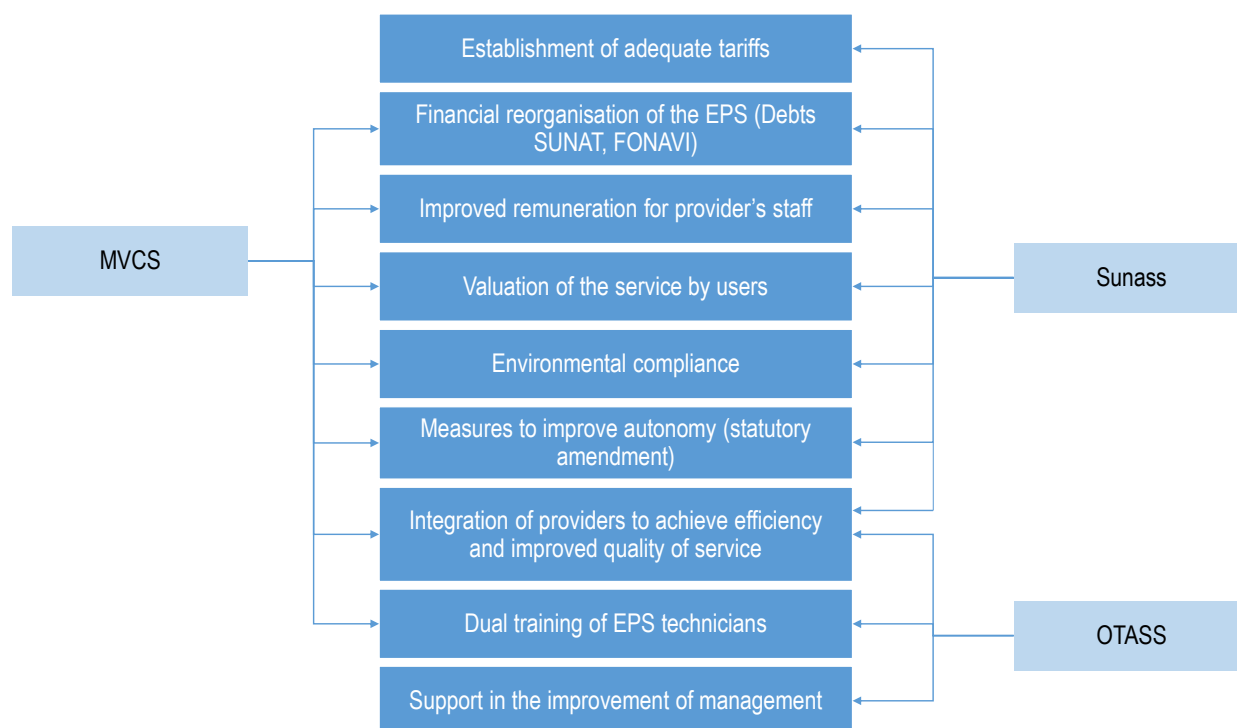 Establishment of adequate tariffs
Financial reorganisation of the EPS (Debts
SUNAT, FONAVI)
Improved remuneration for provider’s staff
MVCS
Valuation of the service by users
Sunass
Environmental compliance
Measures to improve autonomy (statutory
amendment)
Integration of providers to achieve efficiency
and improved quality of service
Dual training of EPS technicians
OTASS
Support in the improvement of management